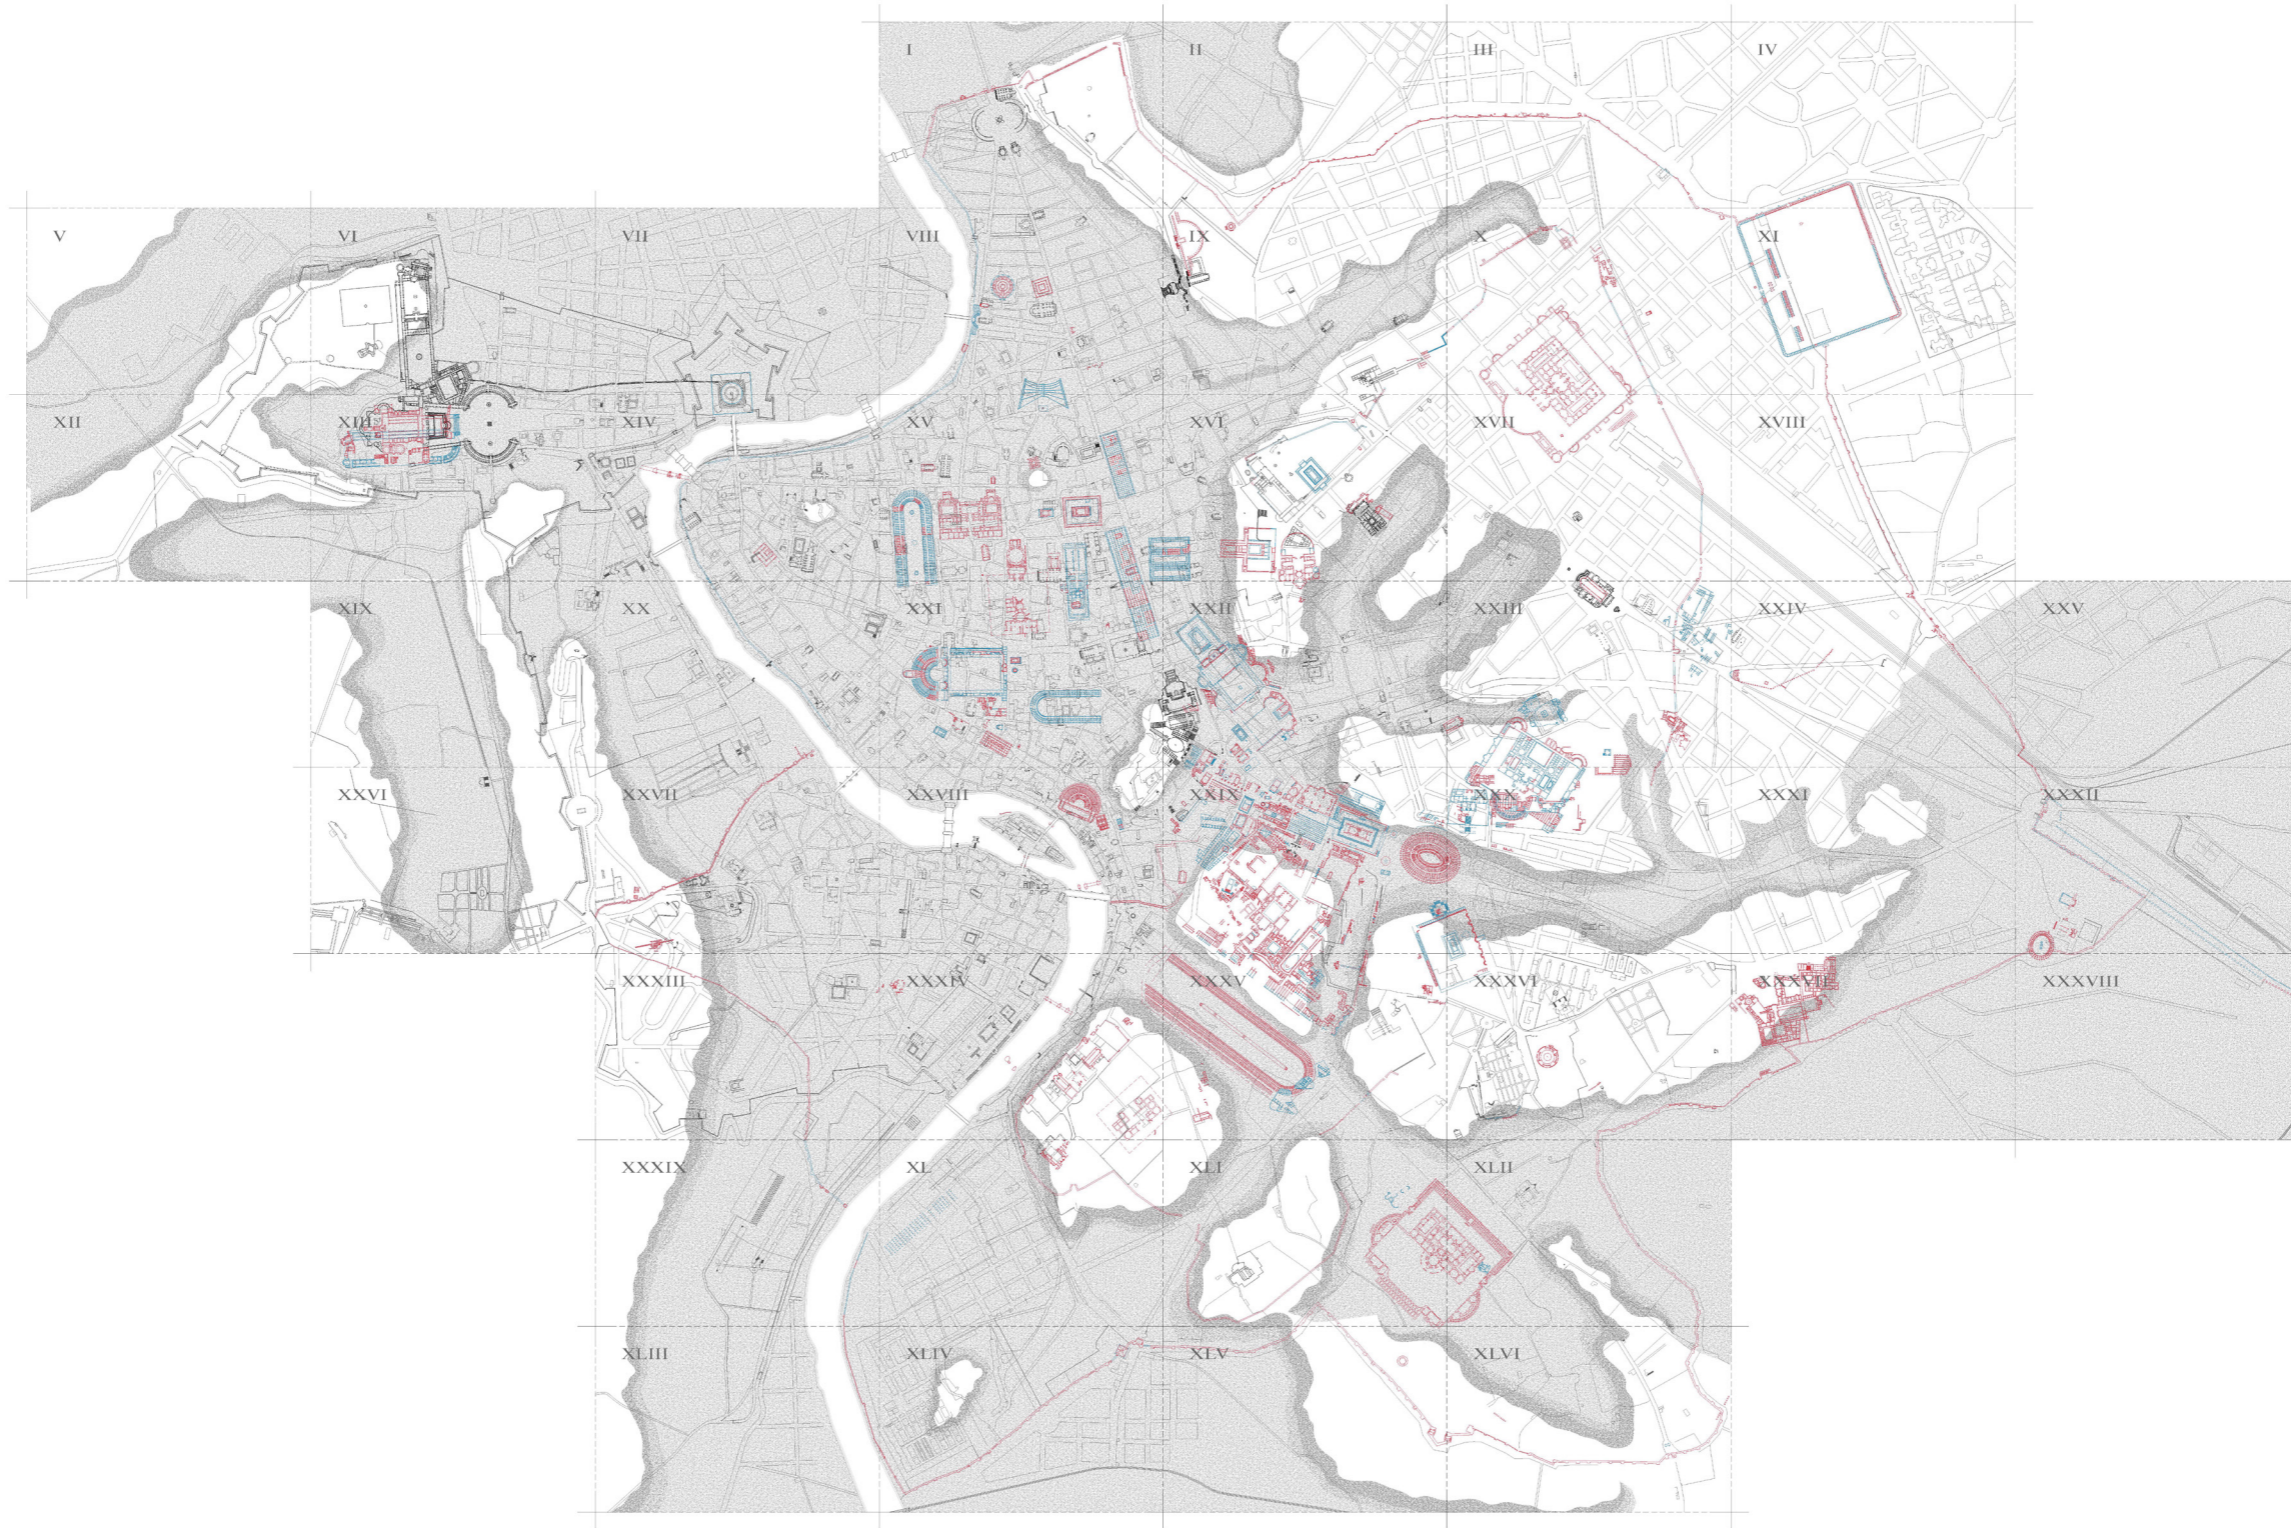 I II III IV
V VI VII VIII IX X XI
XII XIII XIV XV XVI XVII XVIII
XIX XX XXI XXII XXIII XXIV XXV
XXVI XXVII XXVIII XXIX XXX XXXI XXXII
XXXIII XXXIV XXXV XXXVI XXXVII XXXVIII
XXXIX XL XLI XLII
XLIII XLIV XLV XLVI